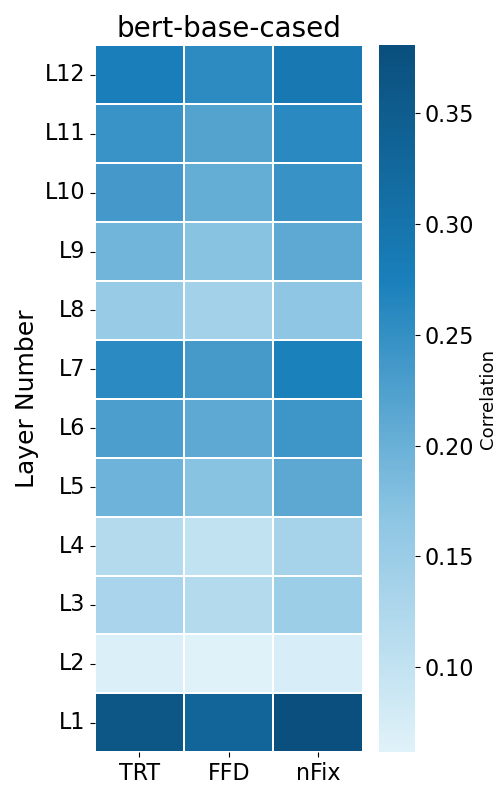 bert-base-cased
Layer Number
L12
L11
L10
L9
L8
L7
L6
L5
L4
L3
L2
L1
TRT FFD nFix
0.35
0.30
0.25
0.20
0.15
0.10
Correlation